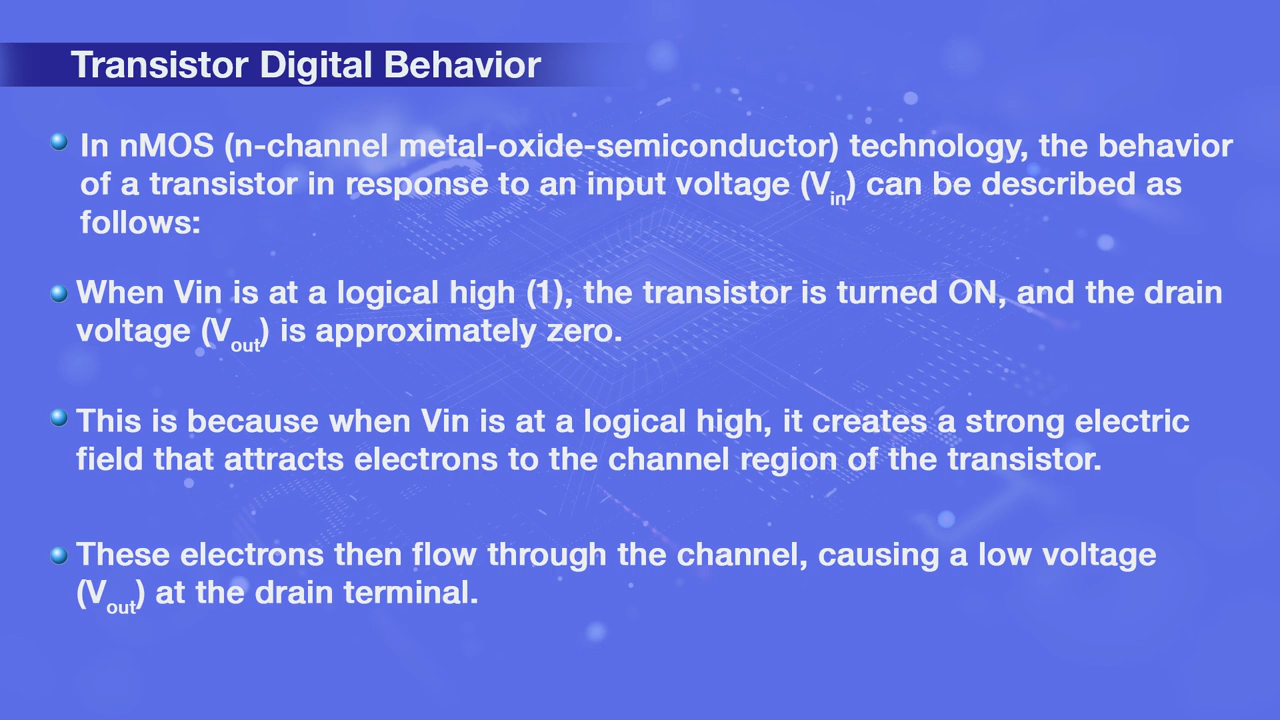 Transistor Digital Behavior
In nMOS (n-channel metal-oxide-semiconductor) technology, the behavior
of a transistor in response to an input voltage (Vin) can be described as
follows:
When Vin is at a logical high (1), the transistor is turned ON, and the drain
voltage (Vout) is approximately zero.
This is because when Vin is at a logical high, it creates a strong electric
field that attracts electrons to the channel region of the transistor.
These electrons then flow through the channel, causing a low voltage
(Vout) at the drain terminal.